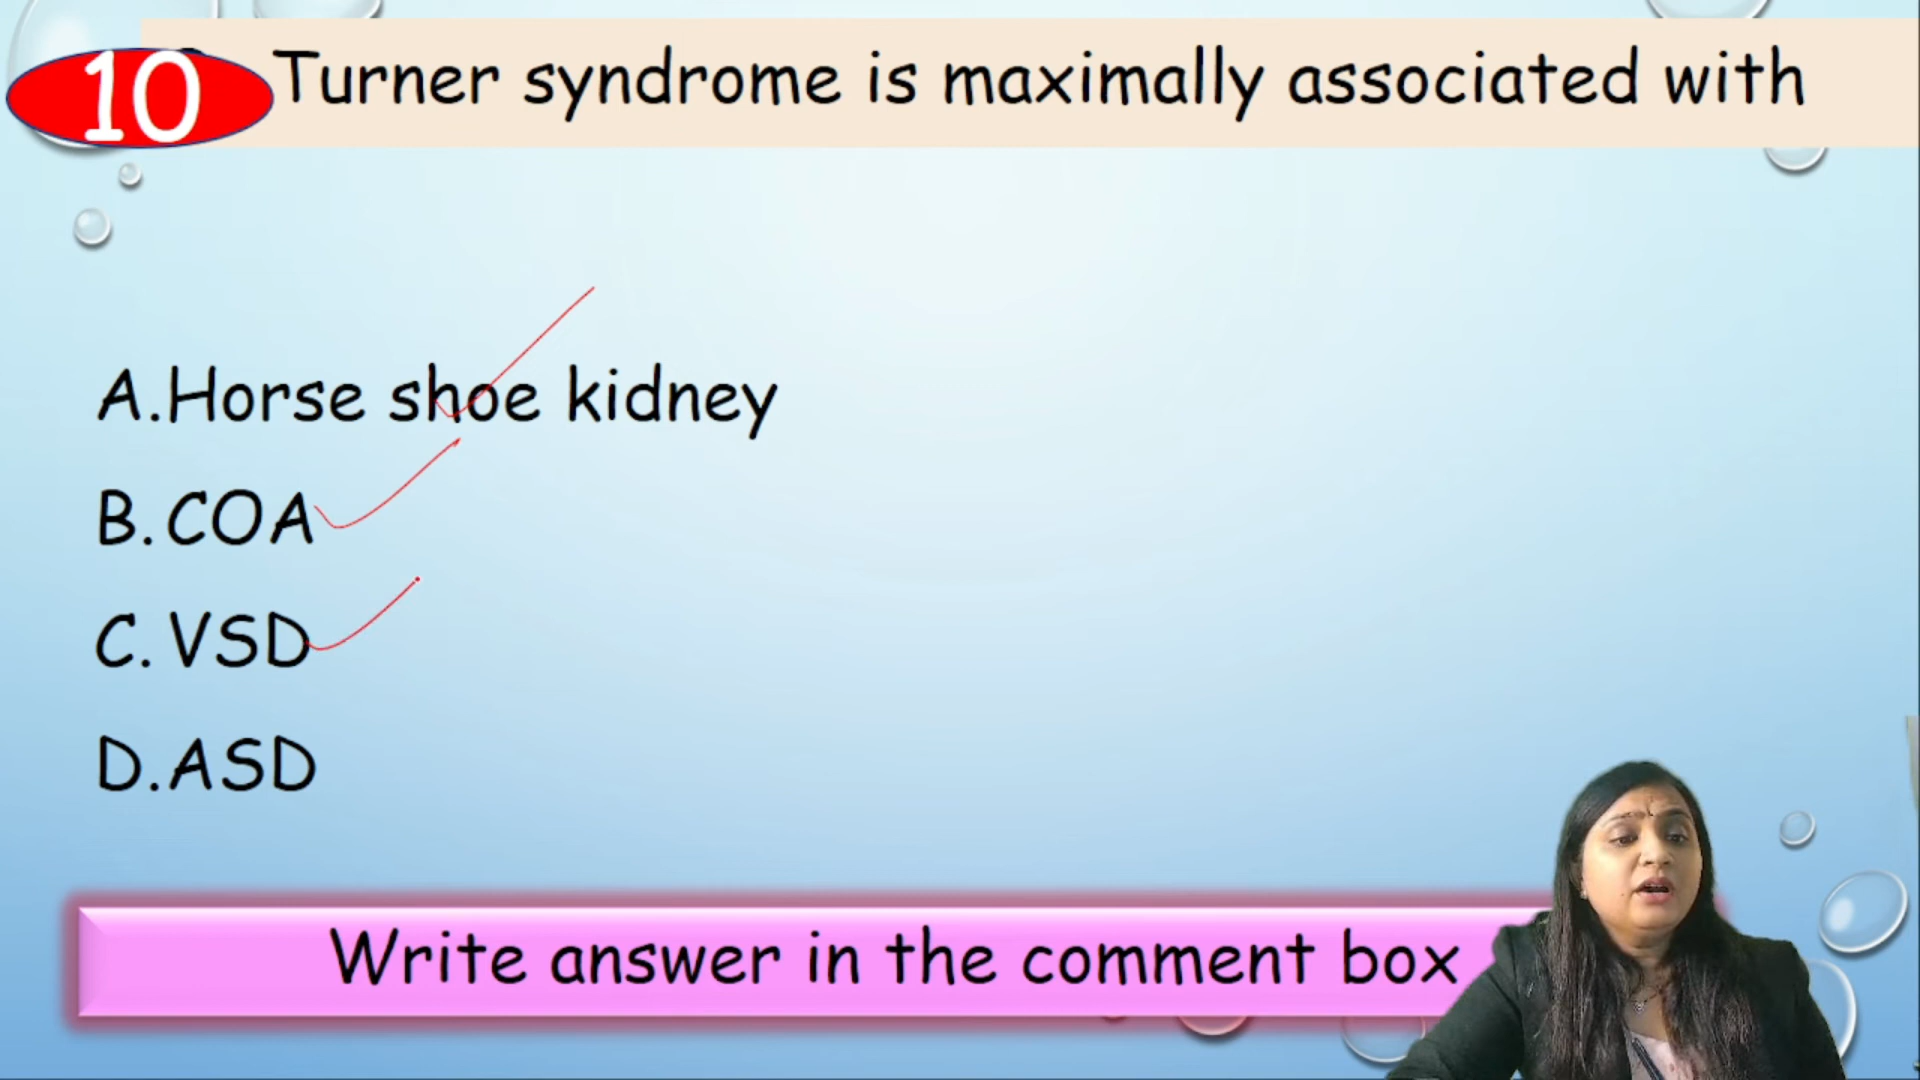 10 Turner syndrome is maximally associated with
A.Horse shoe kidney
B.COA
C.VSD
D.ASD
Write answer in the comment box